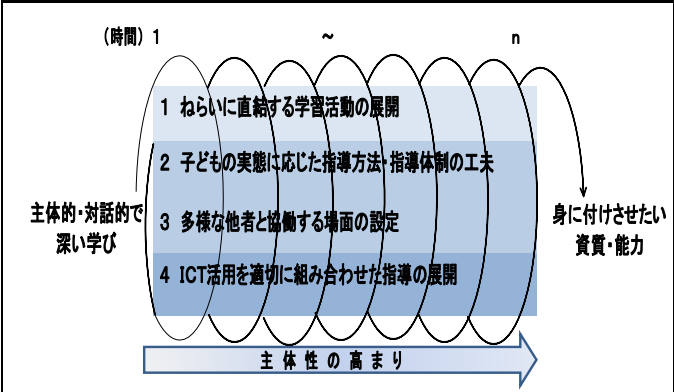 （時間）1 ～ n
1 ねらいに直結する学習活動の展開
2 子どもの実態に応じた指導方法・指導体制の工夫
3 多様な他者と協働する場面の設定
4 ICT活用を適切に組み合わせた指導の展開
主体的・対話的で
深い学び
身に付けさせたい
資質・能力
主体性の高まり